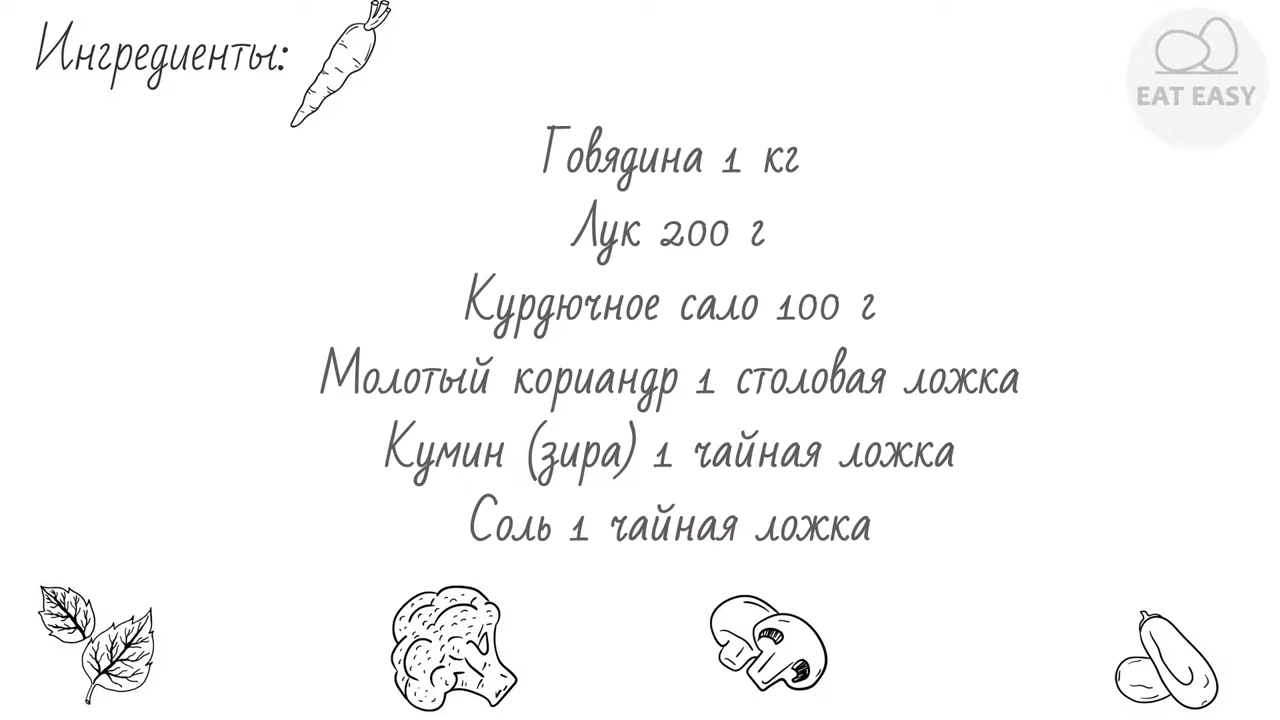 Ингредиенты:
EAT EASY
Говядина 1 кг
Лук 200 г
Курдючное сало 100 г
Молотый кориандр 1 столовая ложка
Кумин (зира) 1 чайная ложка
Соль 1 чайная ложка